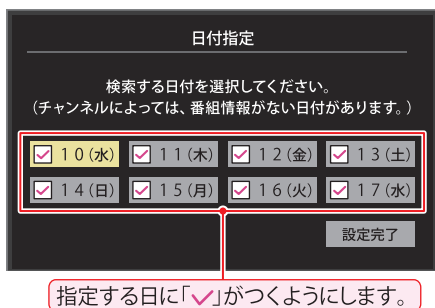 日付指定
検索する日付を選択してください。
(チャンネルによっては、番組情報がない日付があります。)
✓ 10(水) ✓ 11(木) ✓ 12(金) ✓ 13(土)
✓ 14(日) ✓ 15(月) ✓ 16(火) ✓ 17(水)
設定完了
指定する日に「✓」がつくようにします。